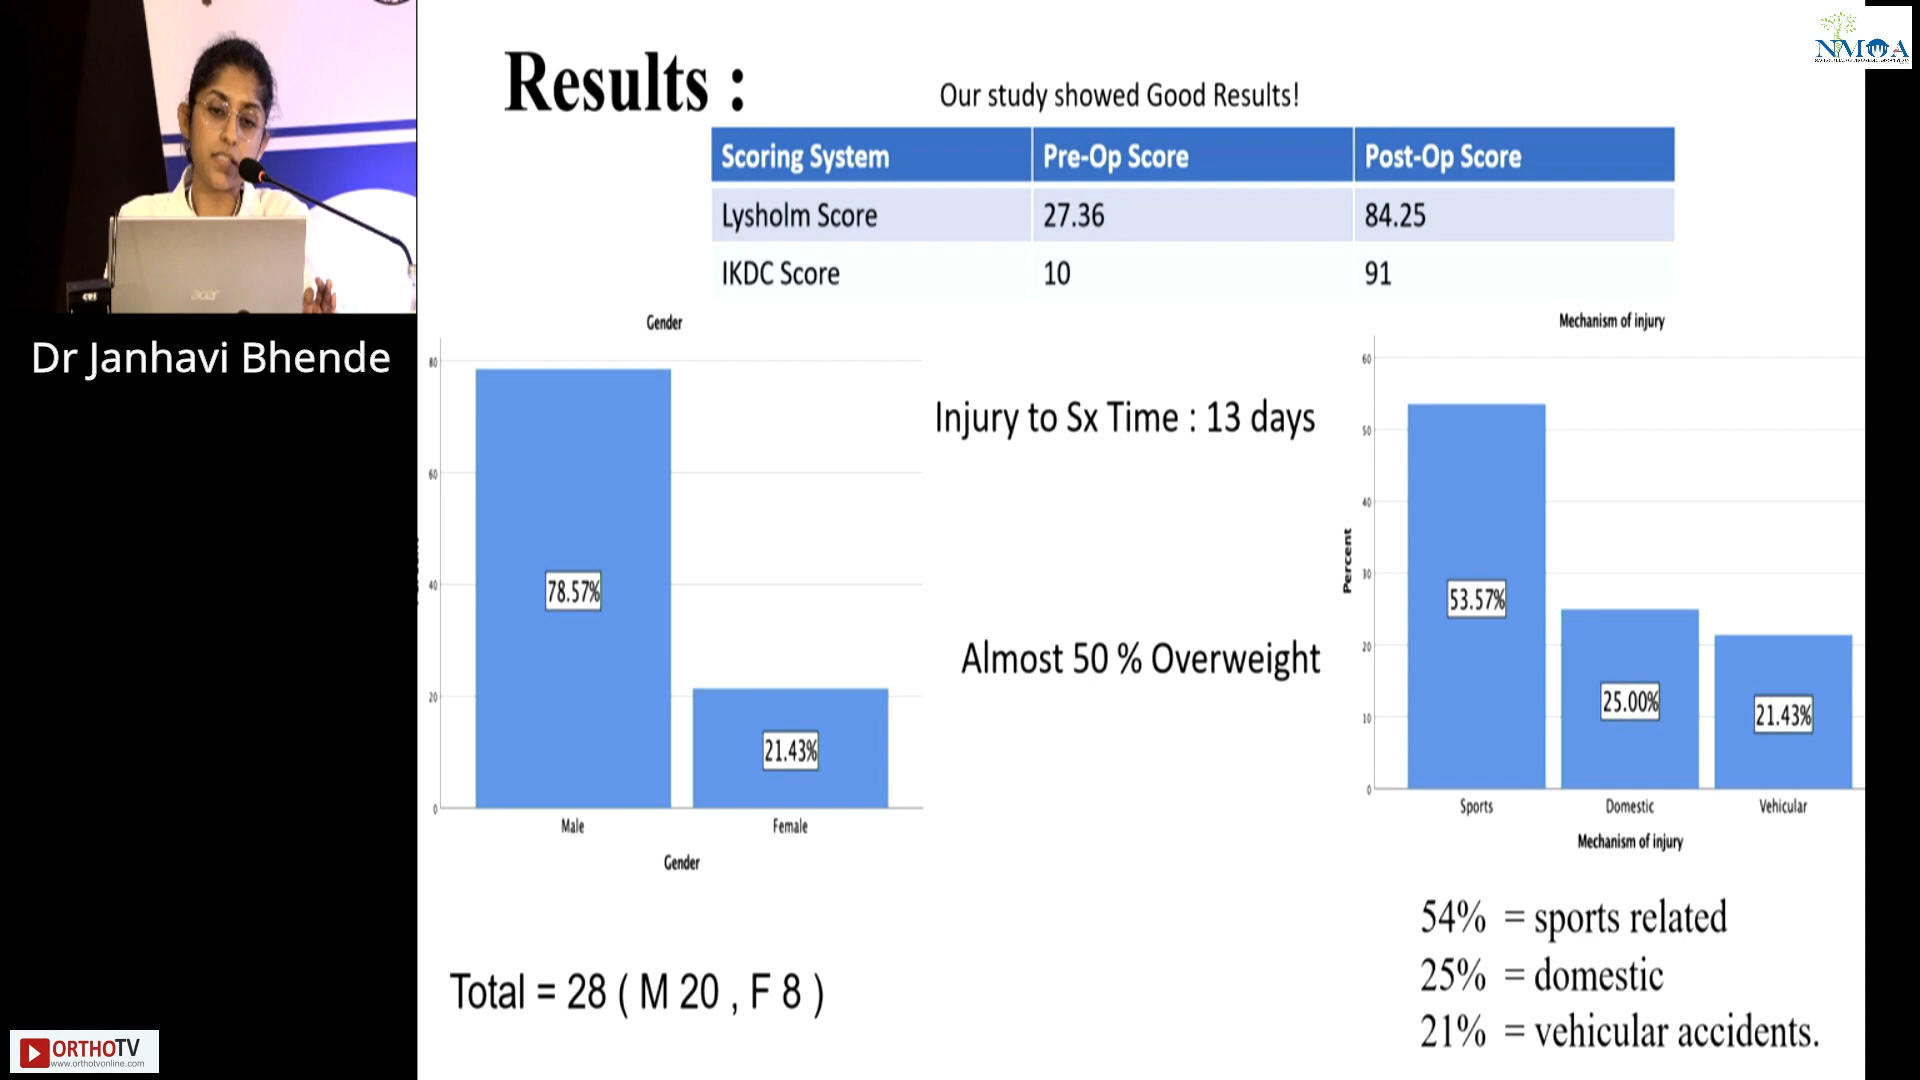 NMOA
Results :
Our study showed Good Results!
Scoring System Pre-Op Score Post-Op Score
Lysholm Score 27.36 84.25
IKDC Score 10 91
acer
Dr Janhavi Bhende
Gender
80
60
40
20
0
78.57%
21.43%
Male Female
Gender
Total = 28 ( M 20 , F 8 )
Injury to Sx Time : 13 days
Almost 50 % Overweight
Mechanism of injury
Percent
60
50
40
30
20
10
0
53.57%
25.00%
21.43%
Sports Domestic Vehicular
Mechanism of injury
54% = sports related
25% = domestic
21% = vehicular accidents.
ORTHOTV
www.orthotvonline.com